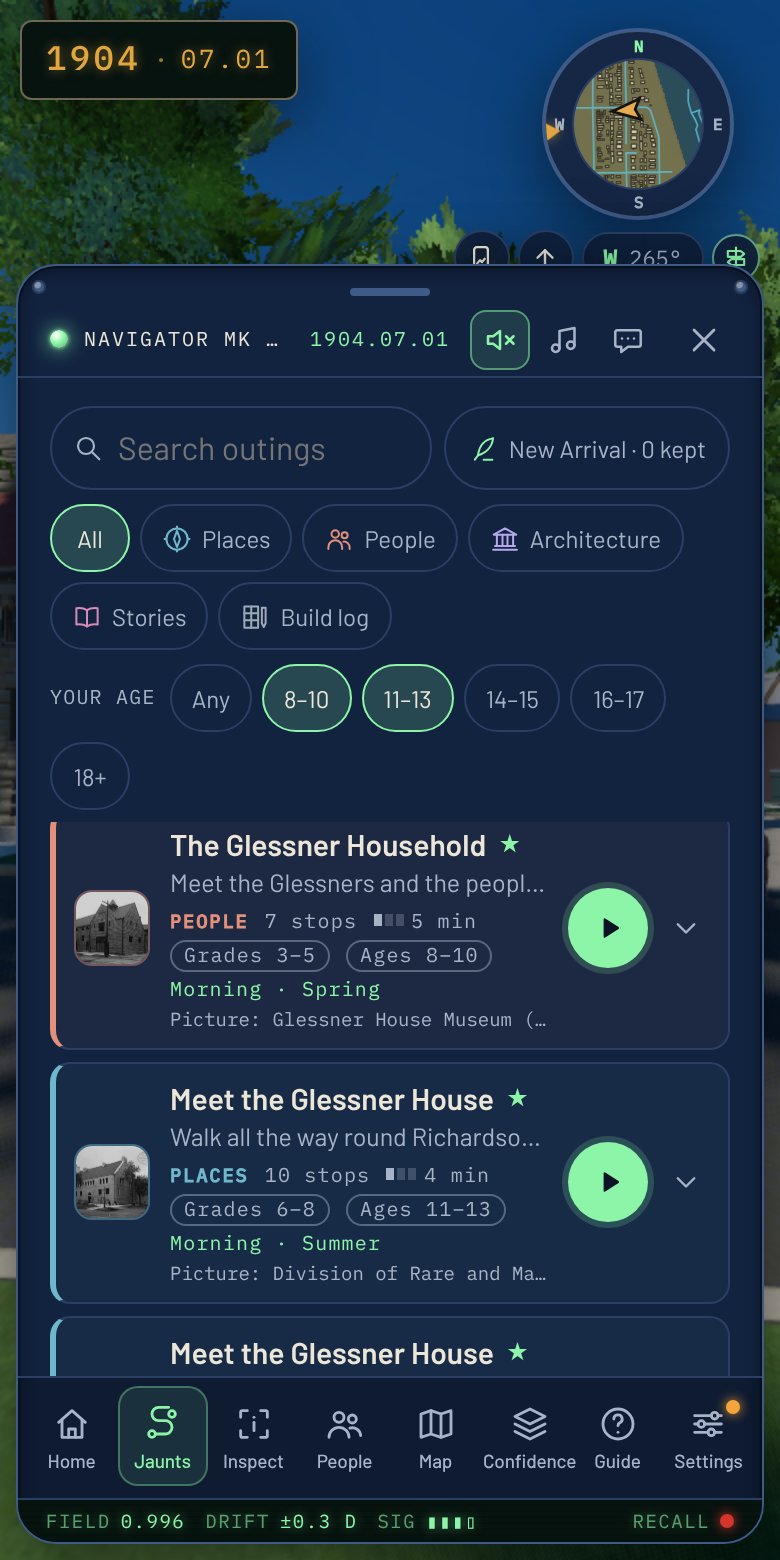 1904 · 07.01
N
W
E
S
W 265°
NAVIGATOR MK … 1904.07.01
Search outings
New Arrival · 0 kept
All
Places
People
Architecture
Stories
Build log
YOUR AGE
Any
8–10
11–13
14–15
16–17
18+
The Glessner Household ★
Meet the Glessners and the peopl…
PEOPLE 7 stops 5 min
Grades 3–5 Ages 8–10
Morning · Spring
Picture: Glessner House Museum (…
Meet the Glessner House ★
Walk all the way round Richardso…
PLACES 10 stops 4 min
Grades 6–8 Ages 11–13
Morning · Summer
Picture: Division of Rare and Ma…
Meet the Glessner House ★
Home
Jaunts
Inspect
People
Map
Confidence
Guide
Settings
FIELD 0.996 DRIFT ±0.3 D SIG
RECALL